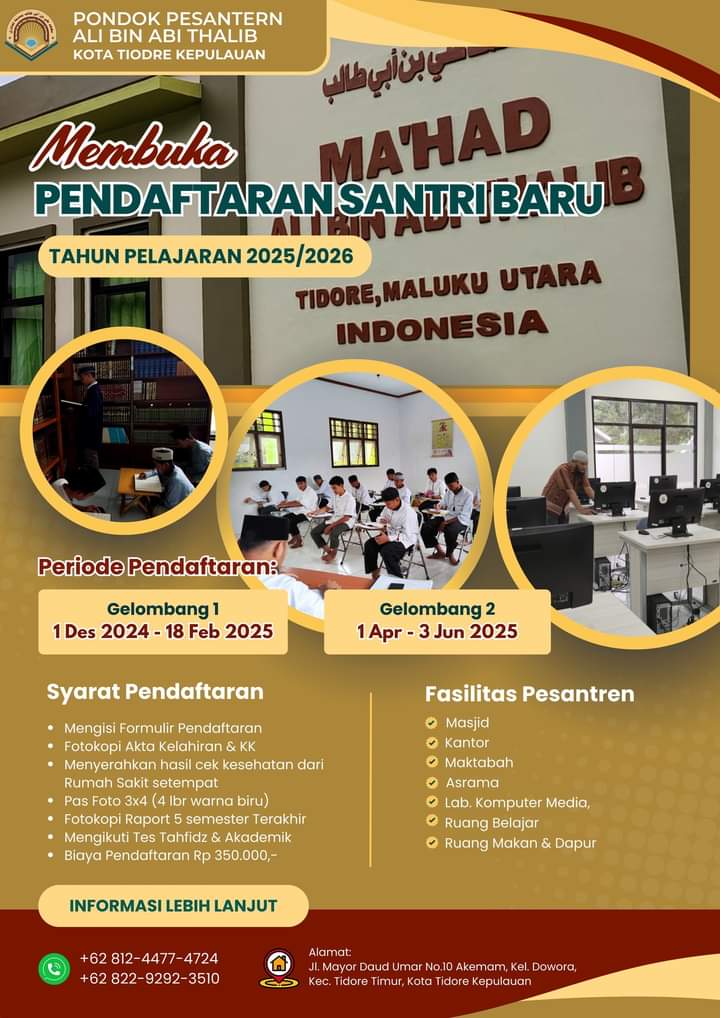 PONDOK PESANTERN
ALI BIN ABI THALIB
KOTA TIODRE KEPULAUAN
بن أبي طالب
MA'HAD
ALI BIN ABI THALIB
TIDORE, MALUKU UTARA
INDONESIA
Membuka
PENDAFTARAN SANTRI BARU
TAHUN PELAJARAN 2025/2026
Periode Pendaftaran:
Gelombang 1
1 Des 2024 - 18 Feb 2025
Gelombang 2
1 Apr - 3 Jun 2025
Syarat Pendaftaran
• Mengisi Formulir Pendaftaran
• Fotokopi Akta Kelahiran & KK
• Menyerahkan hasil cek kesehatan dari
Rumah Sakit setempat
• Pas Foto 3x4 (4 lbr warna biru)
• Fotokopi Raport 5 semester Terakhir
• Mengikuti Tes Tahfidz & Akademik
• Biaya Pendaftaran Rp 350.000,-
Fasilitas Pesantren
Masjid
Kantor
Maktabah
Asrama
Lab. Komputer Media,
Ruang Belajar
Ruang Makan & Dapur
INFORMASI LEBIH LANJUT
+62 812-4477-4724
+62 822-9292-3510
Alamat:
Jl. Mayor Daud Umar No.10 Akemam, Kel. Dowora,
Kec. Tidore Timur, Kota Tidore Kepulauan